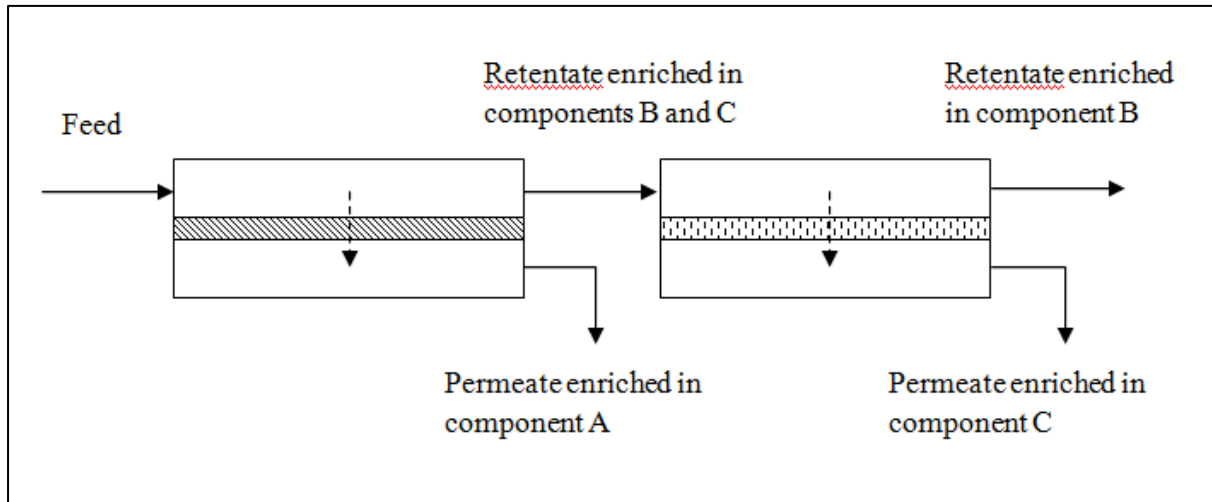 Feed
Retentate enriched in
components B and C
Retentate enriched
in component B
Permeate enriched in
component A
Permeate enriched in
component C